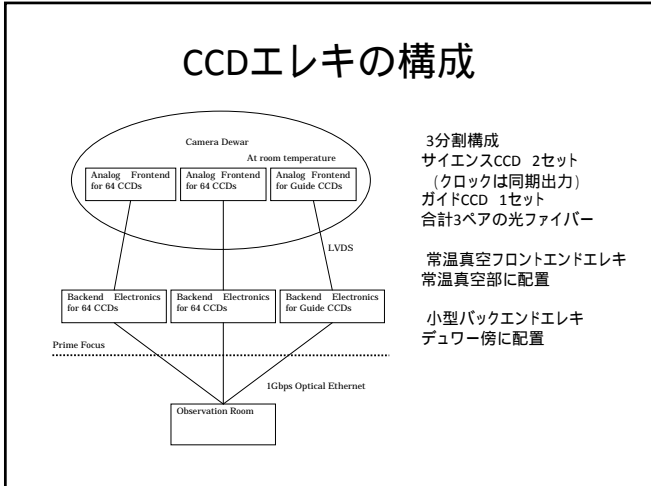 CCDエレキの構成
Camera Dewar
At room temperature
Analog Frontend
for 64 CCDs
Analog Frontend
for 64 CCDs
Analog Frontend
for Guide CCDs
LVDS
Backend Electronics
for 64 CCDs
Backend Electronics
for 64 CCDs
Backend Electronics
for Guide CCDs
Prime Focus
1Gbps Optical Ethernet
Observation Room
3分割構成
サイエンスCCD 2セット
(クロックは同期出力)
ガイドCCD 1セット
合計3ペアの光ファイバー
常温真空フロントエンドエレキ
常温真空部に配置
小型バックエンドエレキ
デュワー傍に配置